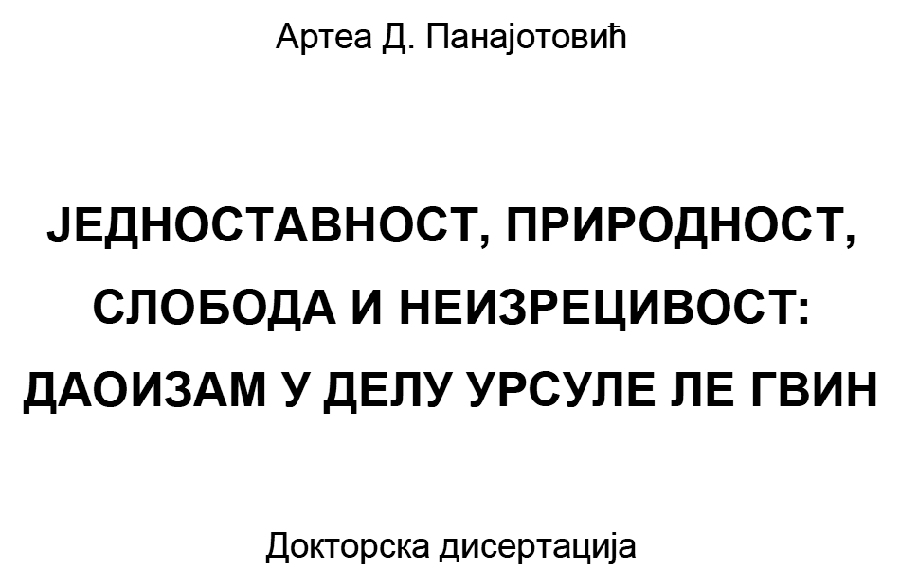 Артеа Д. Панајотовић
ЈЕДНОСТАВНОСТ, ПРИРОДНОСТ,
СЛОБОДА И НЕИЗРЕЦИВОСТ:
ДАОИЗАМ У ДЕЛУ УРСУЛЕ ЛЕ ГВИН
Докторска дисертација